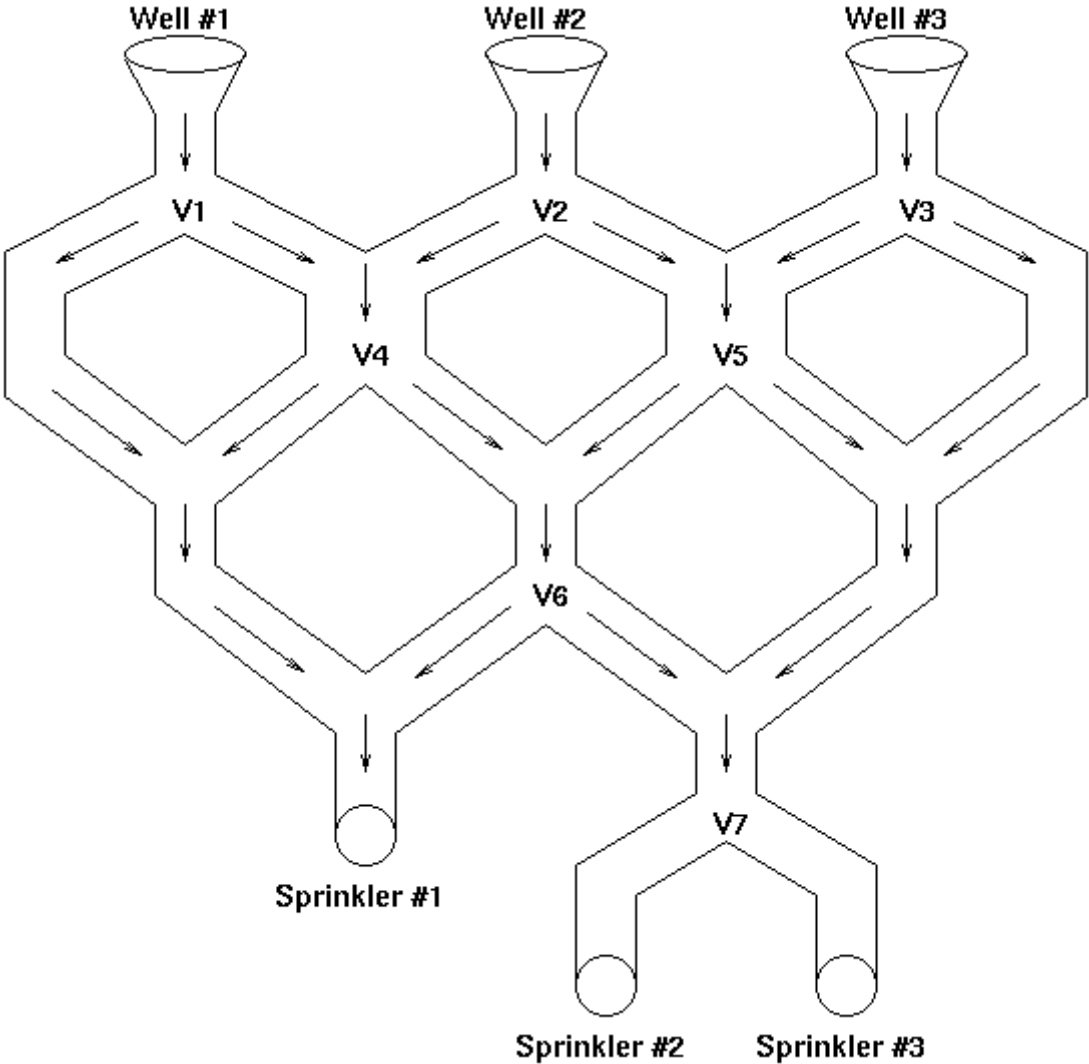 Well #1
Well #2
Well #3
V1
V2
V3
V4
V5
V6
V7
Sprinkler #1
Sprinkler #2
Sprinkler #3